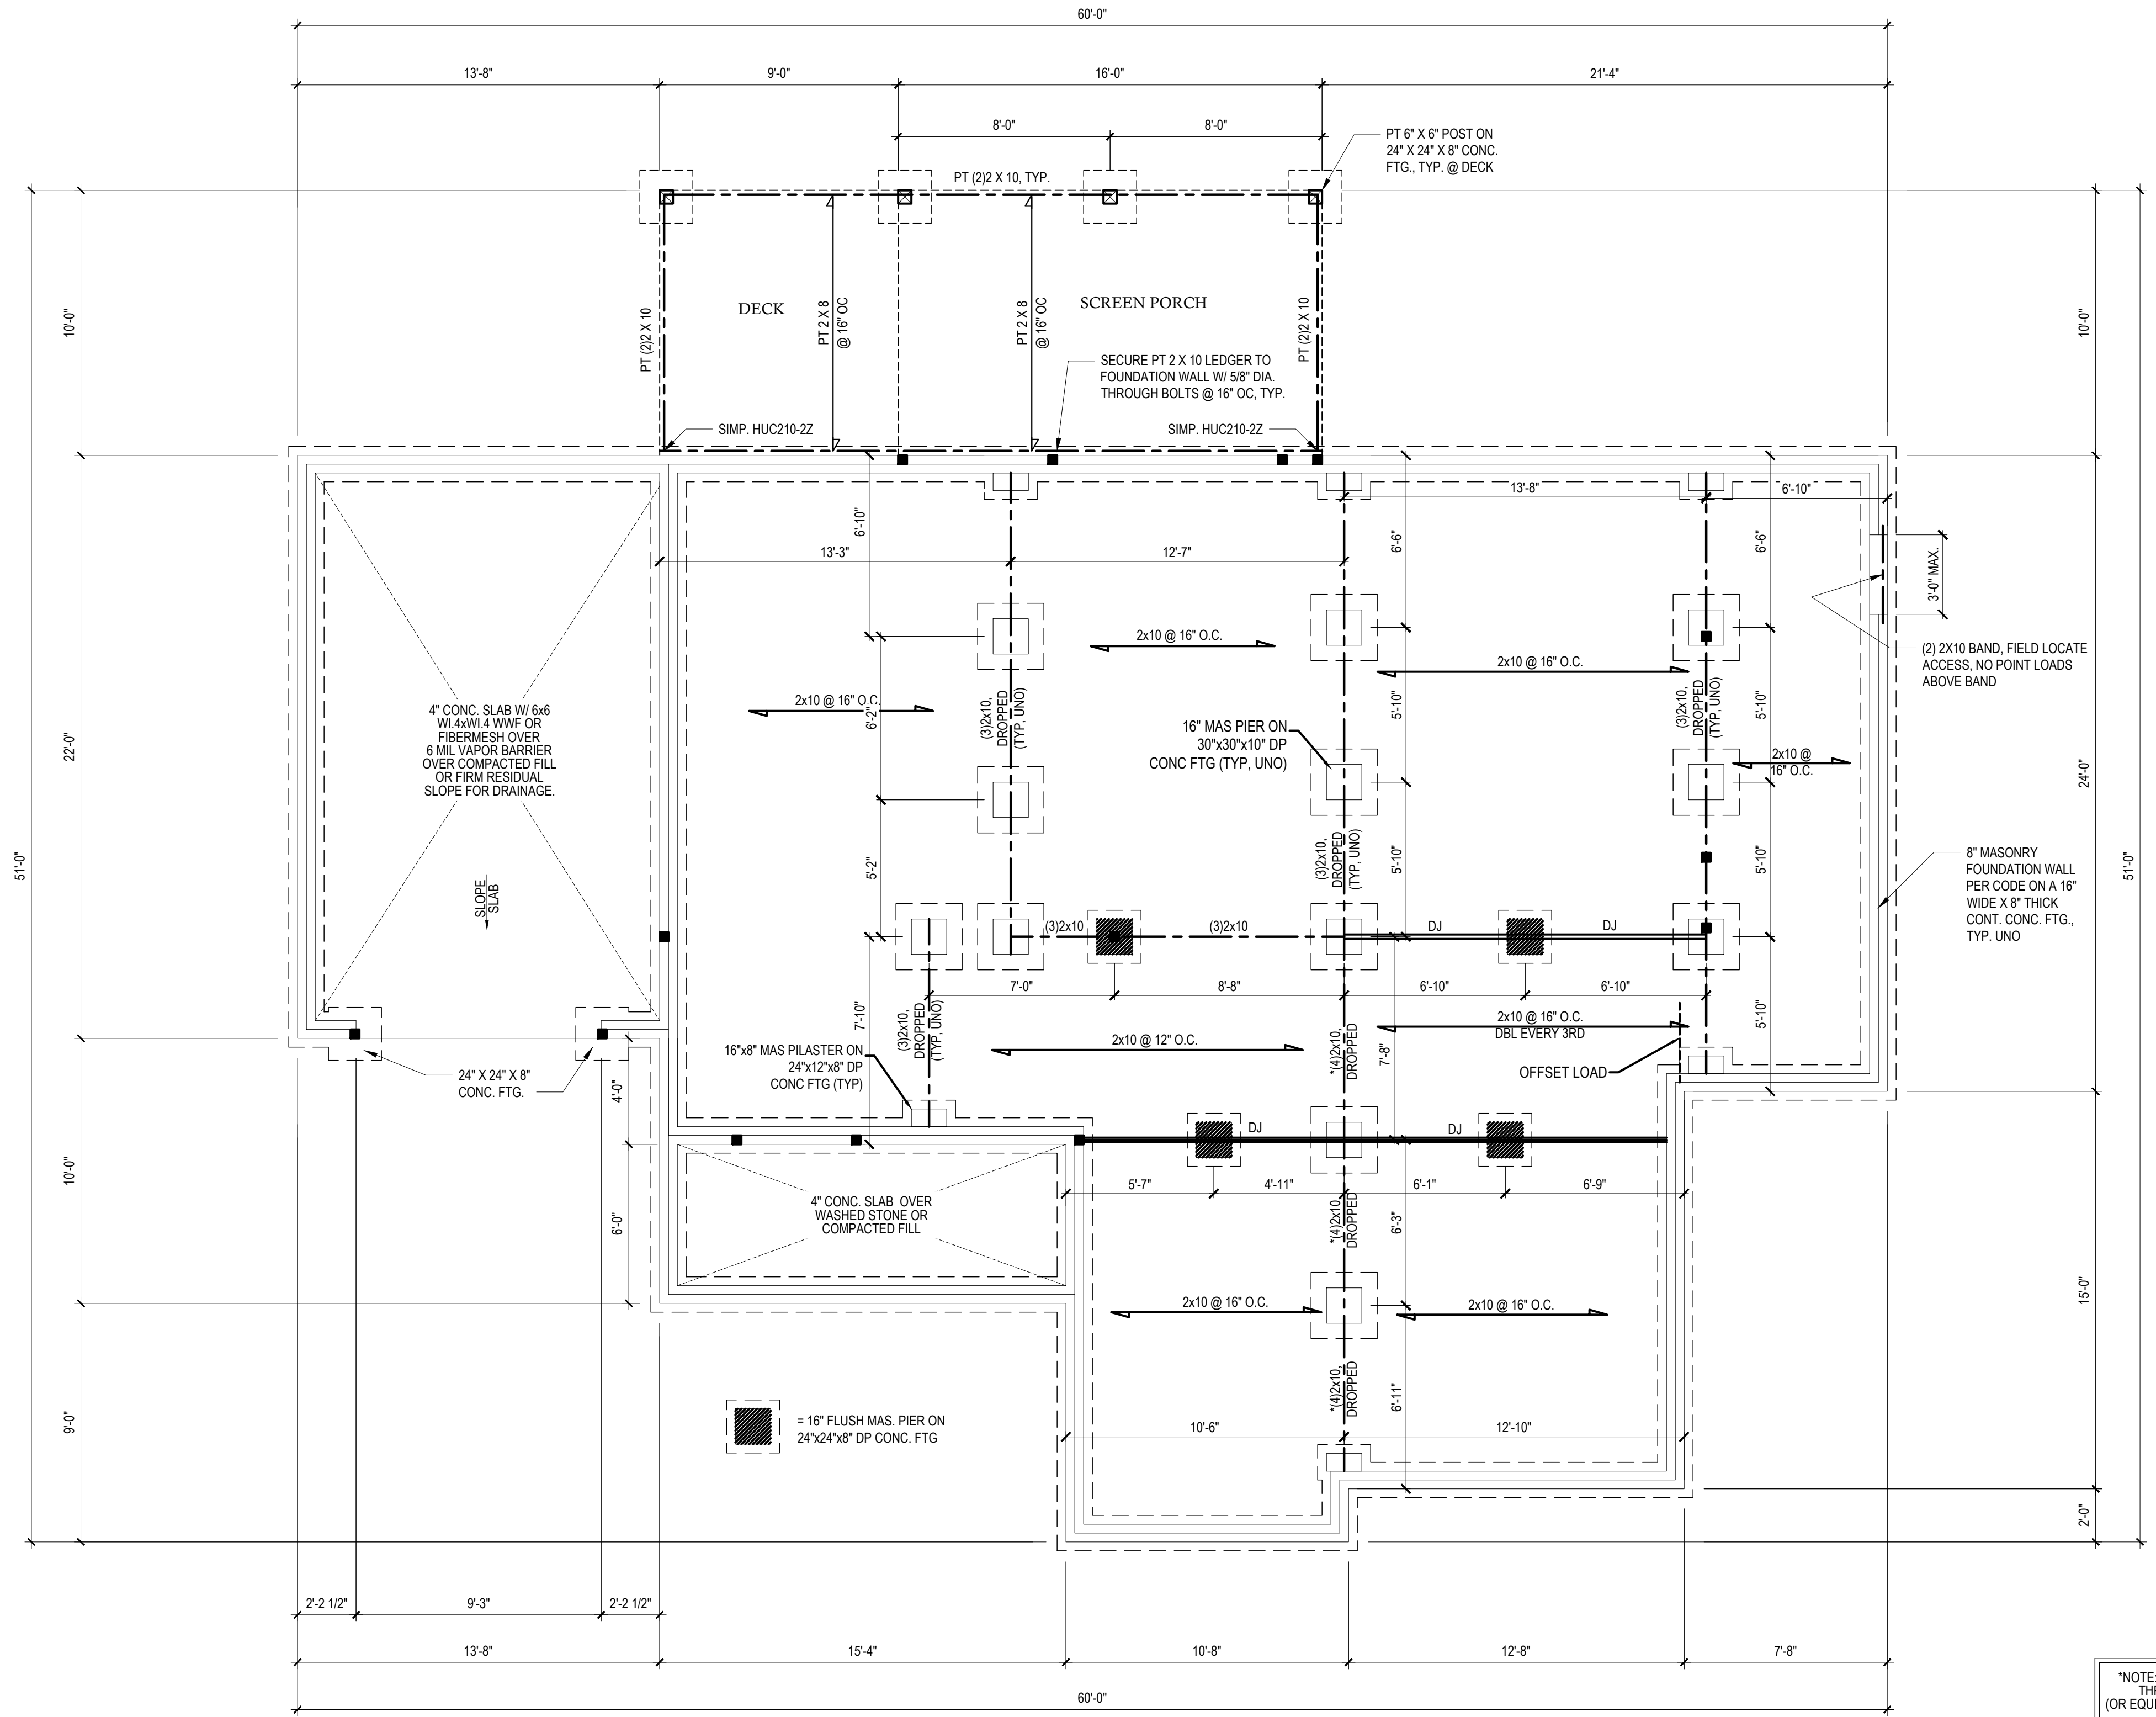 60'-0"
13'-8"
9'-0"
16'-0"
21'-4"
8'-0"
8'-0"
PT 6" X 6" POST ON
24" X 24" X 8" CONC.
FTG., TYP. @ DECK
PT (2)2 X 10, TYP.
10'-0"
PT (2)2 X 10
DECK
PT 2 X 8
@ 16" OC
PT 2 X 8
@ 16" OC
SCREEN PORCH
PT (2)2 X 10
10'-0"
SECURE PT 2 X 10 LEDGER TO
FOUNDATION WALL W/ 5/8" DIA.
THROUGH BOLTS @ 16" OC, TYP.
SIMP. HUC210-2Z
SIMP. HUC210-2Z
13'-8"
6'-10"
6'-10"
13'-3"
12'-7"
6'-6"
6'-6"
3'-0" MAX.
(2) 2X10 BAND, FIELD LOCATE
ACCESS, NO POINT LOADS
ABOVE BAND
2x10 @ 16" O.C.
2x10 @ 16" O.C.
2x10 @ 16" O.C.
6'-2"
(3)2x10,
DROPPED
(TYP, UNO)
5'-10"
(3)2x10,
DROPPED
(TYP, UNO)
5'-10"
4" CONC. SLAB W/ 6x6
WI.4xWI.4 WWF OR
FIBERMESH OVER
6 MIL VAPOR BARRIER
OVER COMPACTED FILL
OR FIRM RESIDUAL
SLOPE FOR DRAINAGE.
22'-0"
16" MAS PIER ON
30"x30"x10" DP
CONC FTG (TYP, UNO)
2x10 @
16" O.C.
24'-0"
51'-0"
51'-0"
SLOPE
SLAB
5'-2"
(3)2x10,
DROPPED
(TYP, UNO)
5'-10"
5'-10"
8" MASONRY
FOUNDATION WALL
PER CODE ON A 16"
WIDE X 8" THICK
CONT. CONC. FTG.,
TYP. UNO
(3)2x10
(3)2x10
DJ
DJ
7'-0"
8'-8"
6'-10"
6'-10"
7'-10"
(3)2x10,
DROPPED
(TYP, UNO)
2x10 @ 12" O.C.
*(4)2x10,
DROPPED
7'-8"
2x10 @ 16" O.C.
DBL EVERY 3RD
5'-10"
OFFSET LOAD
16"x8" MAS PILASTER ON
24"x12"x8" DP
CONC FTG (TYP)
24" X 24" X 8"
CONC. FTG.
4'-0"
DJ
DJ
10'-0"
5'-7"
4'-11"
6'-1"
6'-9"
4" CONC. SLAB OVER
WASHED STONE OR
COMPACTED FILL
6'-0"
*(4)2x10,
DROPPED
6'-3"
2x10 @ 16" O.C.
2x10 @ 16" O.C.
15'-0"
*(4)2x10,
DROPPED
6'-11"
9'-0"
= 16" FLUSH MAS. PIER ON
24"x24"x8" DP CONC. FTG
10'-6"
12'-10"
2'-0"
2'-2 1/2"
9'-3"
2'-2 1/2"
13'-8"
15'-4"
10'-8"
12'-8"
7'-8"
60'-0"
*NOTE:
(OR